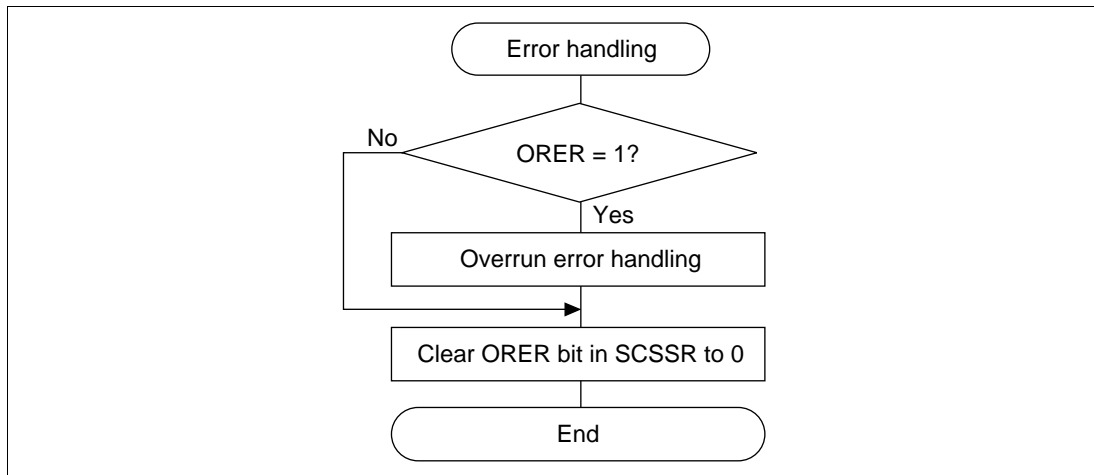 Error handling
No
ORER = 1?
Yes
Overrun error handling
Clear ORER bit in SCSSR to 0
End